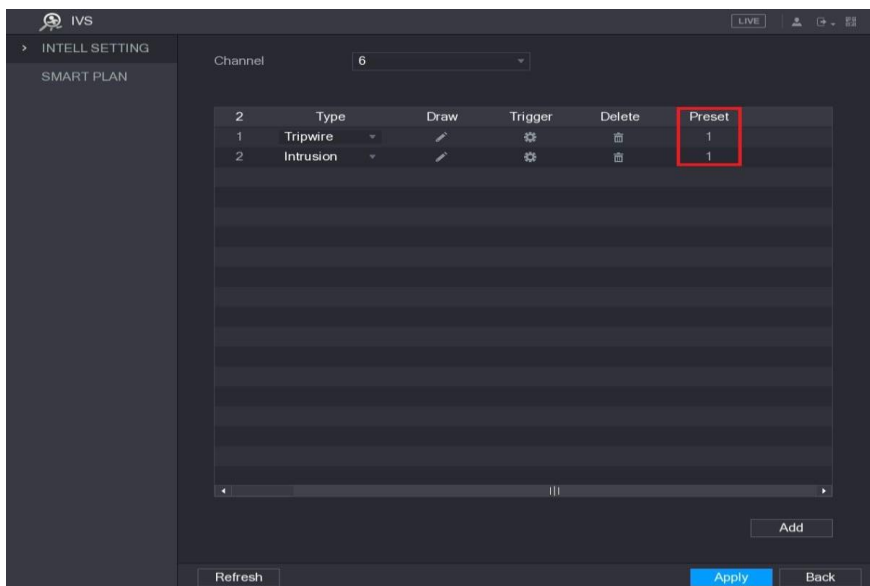 IVS LIVE
INTELL SETTING
SMART PLAN
Channel 6
2 Type Draw Trigger Delete Preset
1 Tripwire 1
2 Intrusion 1
Add
Refresh Apply Back